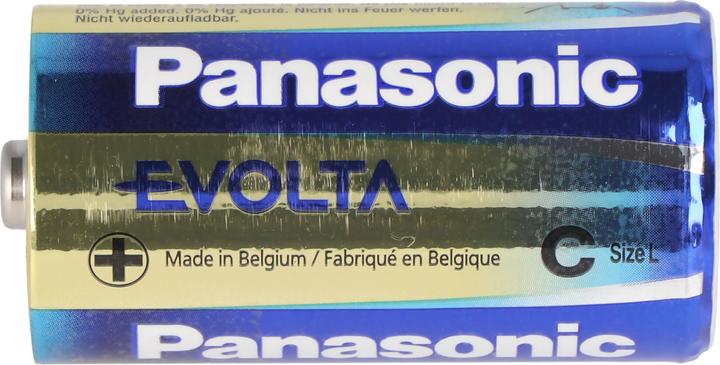 0% Hg added. 0% Hg ajouté. Nicht ins Feuer werfen.
Nicht wiederaufladbar.
Panasonic
EVOLTA
+ Made in Belgium / Fabriqué en Belgique C Size L
Panasonic